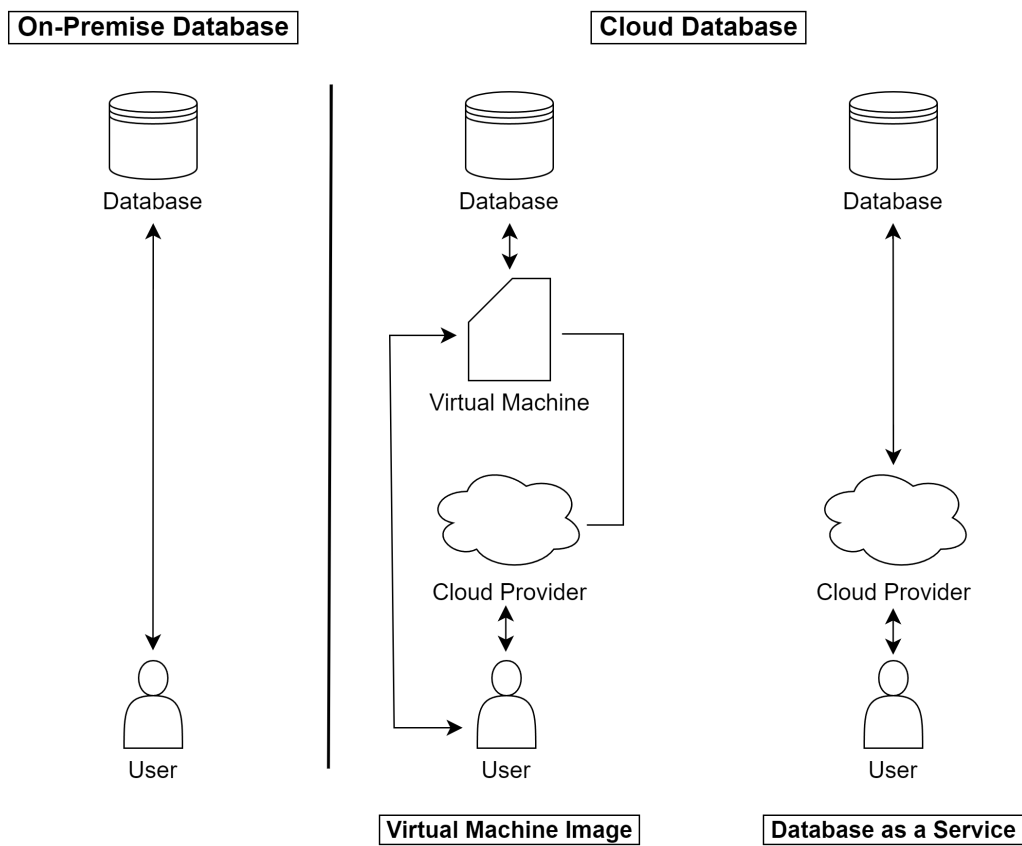 On-Premise Database
Cloud Database
Database
Database
Database
Virtual Machine
Cloud Provider
Cloud Provider
User
User
User
Virtual Machine Image
Database as a Service